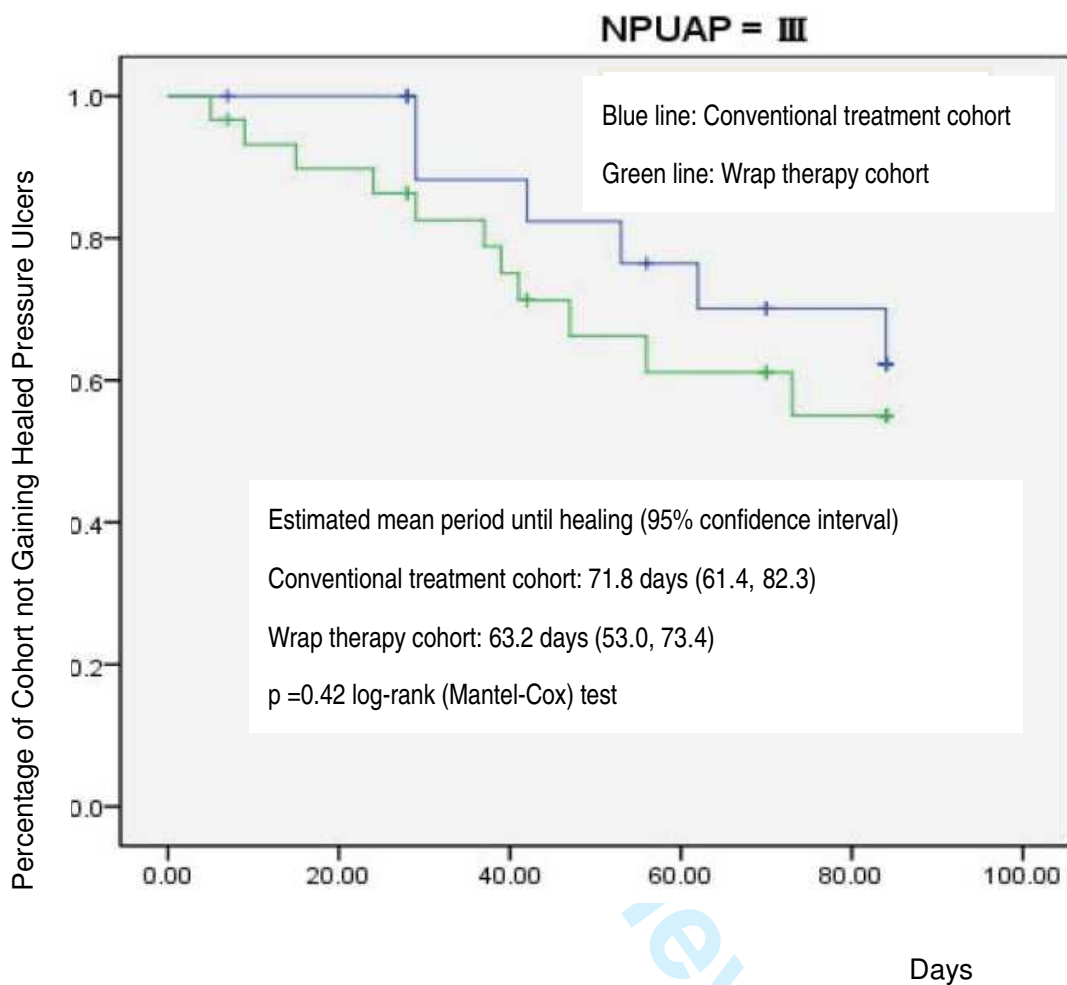 NPUAP = Ⅲ
Percentage of Cohort not Gaining Healed Pressure Ulcers
1.0
0.8
0.6
0.4
0.2
0.0
Blue line: Conventional treatment cohort
Green line: Wrap therapy cohort
Estimated mean period until healing (95% confidence interval)
Conventional treatment cohort: 71.8 days (61.4, 82.3)
Wrap therapy cohort: 63.2 days (53.0, 73.4)
p =0.42 log-rank (Mantel-Cox) test
0.00 20.00 40.00 60.00 80.00 100.00
Days